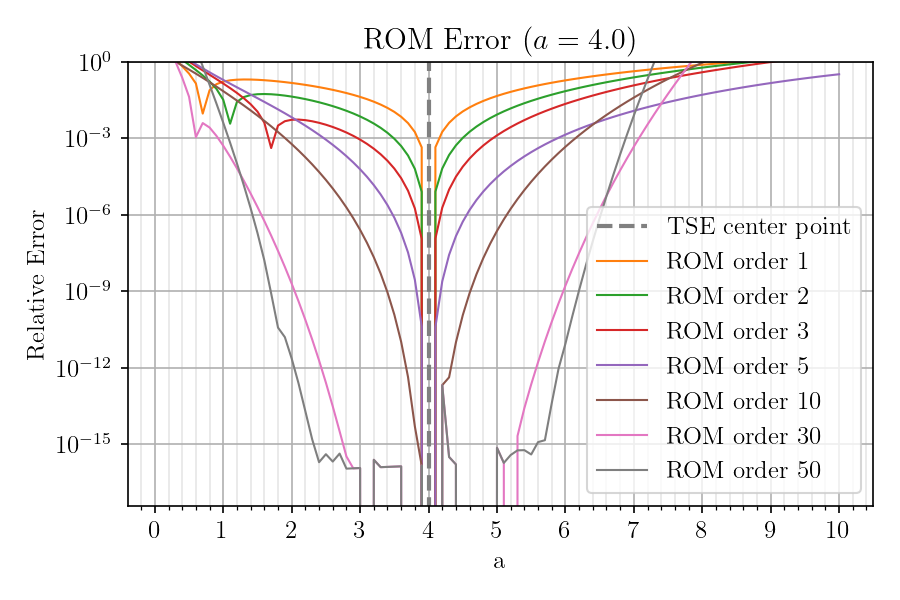 ROM Error (a = 4.0)
Relative Error
10^0
10^−3
10^−6
10^−9
10^−12
10^−15
TSE center point
ROM order 1
ROM order 2
ROM order 3
ROM order 5
ROM order 10
ROM order 30
ROM order 50
0 1 2 3 4 5 6 7 8 9 10
a